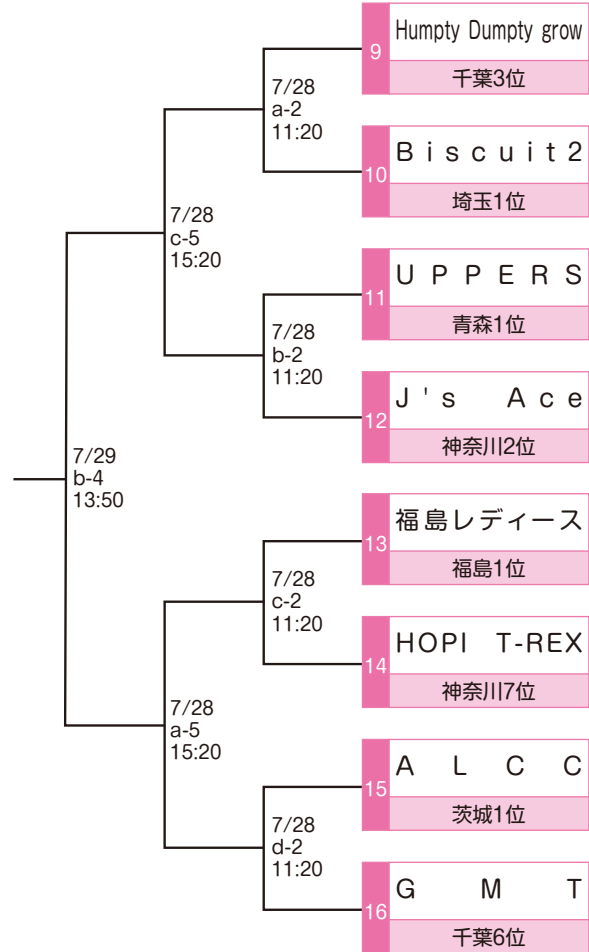 9
Humpty Dumpty grow
千葉3位
7/28
a-2
11:20
10
Biscuit2
埼玉1位
7/28
c-5
15:20
11
UPPERS
青森1位
7/28
b-2
11:20
12
J's Ace
神奈川2位
7/29
b-4
13:50
13
福島レディース
福島1位
7/28
c-2
11:20
14
HOPI T-REX
神奈川7位
7/28
a-5
15:20
15
ALCC
茨城1位
7/28
d-2
11:20
16
GMT
千葉6位